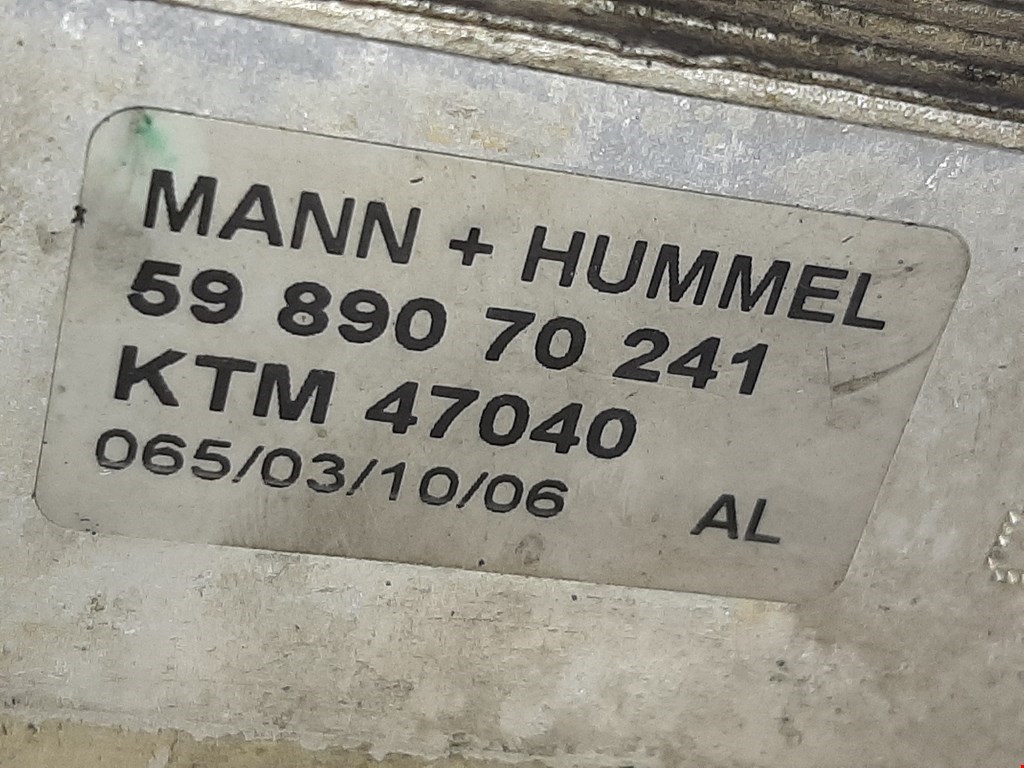 MANN + HUMMEL
59 890 70 241
KTM 47040
065/03/10/06 AL